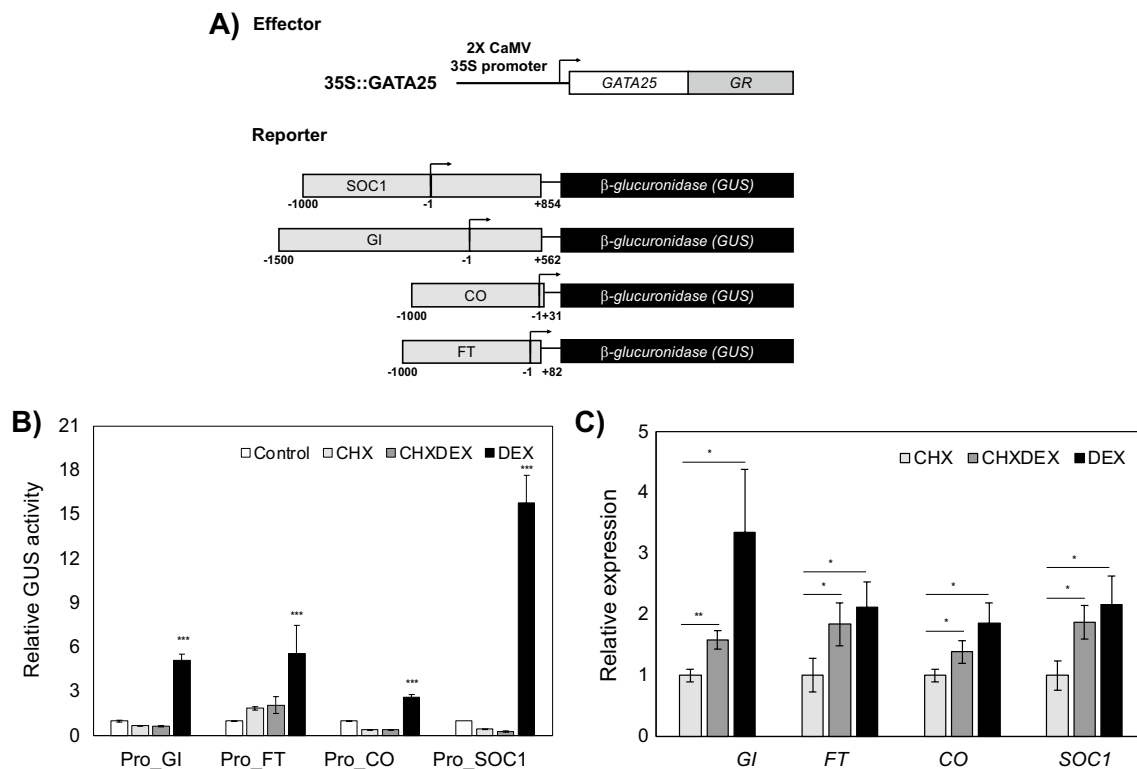 A) Effector
2X CaMV
35S promoter
35S::GATA25
GATA25 GR
Reporter
SOC1 β-glucuronidase (GUS)
-1000 -1 +854
GI β-glucuronidase (GUS)
-1500 -1 +562
CO β-glucuronidase (GUS)
-1000 -1+31
FT β-glucuronidase (GUS)
-1000 -1 +82
B)
Relative GUS activity
21
18
15
12
9
6
3
0
Control CHX CHXDEX DEX
*** *** *** ***
Pro_GI Pro_FT Pro_CO Pro_SOC1
C)
Relative expression
5
4
3
2
1
0
CHX CHXDEX DEX
*
**
*
*
*
*
*
*
GI FT CO SOC1